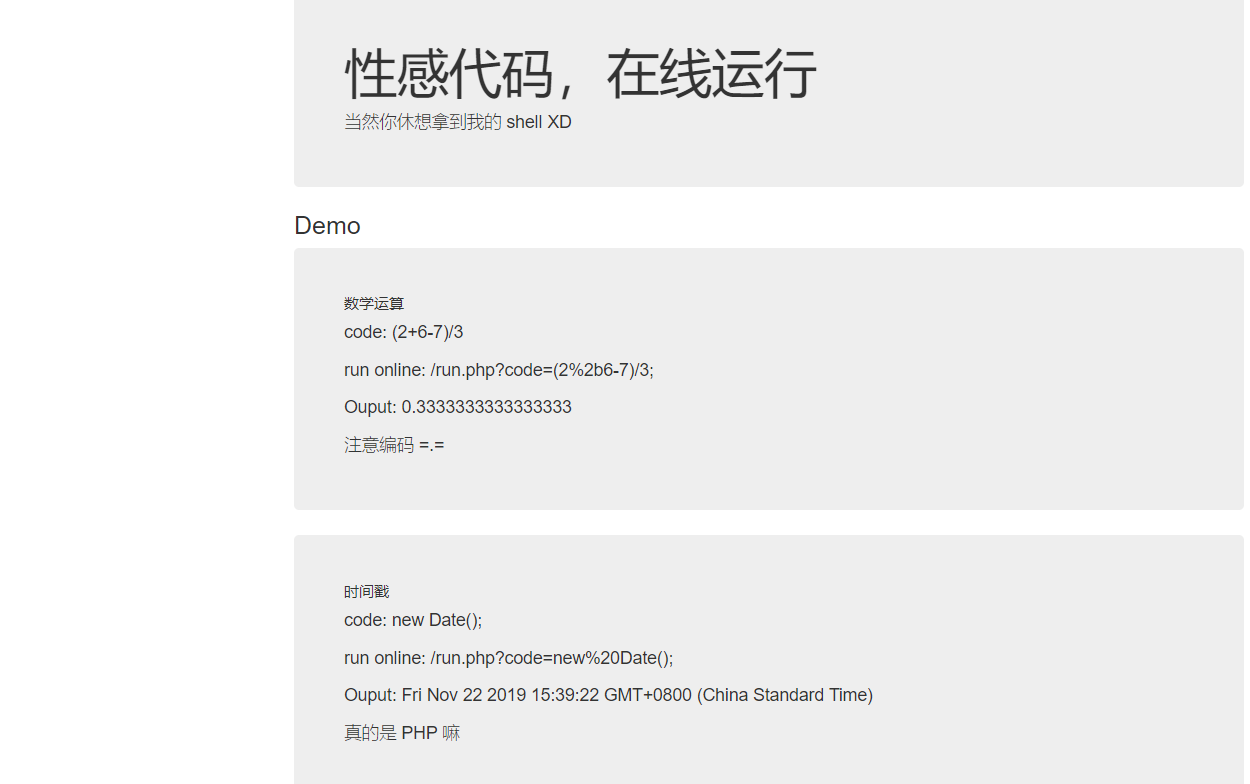 性感代码，在线运行
当然你休想拿到我的 shell XD
Demo
数学运算
code: (2+6-7)/3
run online: /run.php?code=(2%2b6-7)/3;
Ouput: 0.3333333333333333
注意编码 =.=
时间戳
code: new Date();
run online: /run.php?code=new%20Date();
Ouput: Fri Nov 22 2019 15:39:22 GMT+0800 (China Standard Time)
真的是 PHP 嘛